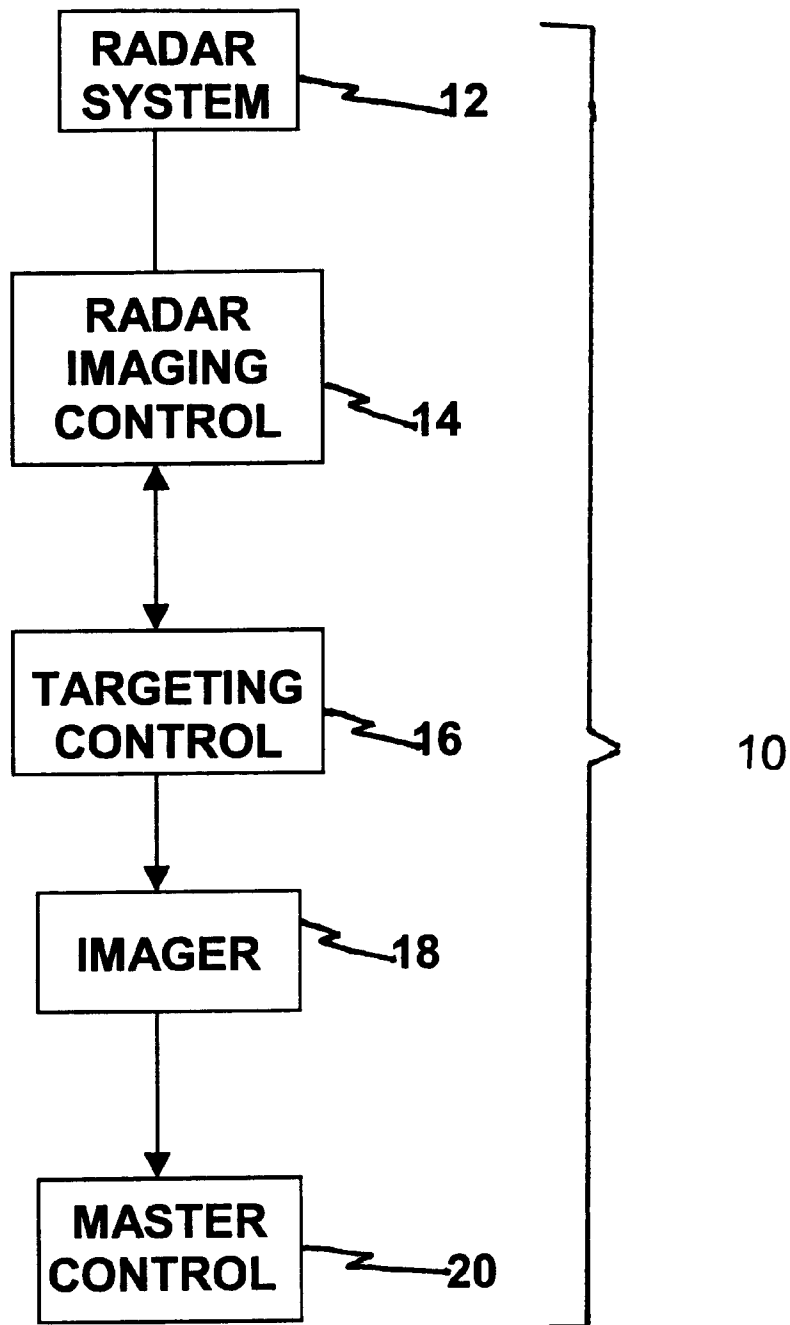 RADAR
SYSTEM
12
RADAR
IMAGING
CONTROL
14
TARGETING
CONTROL
16
10
IMAGER
18
MASTER
CONTROL
20